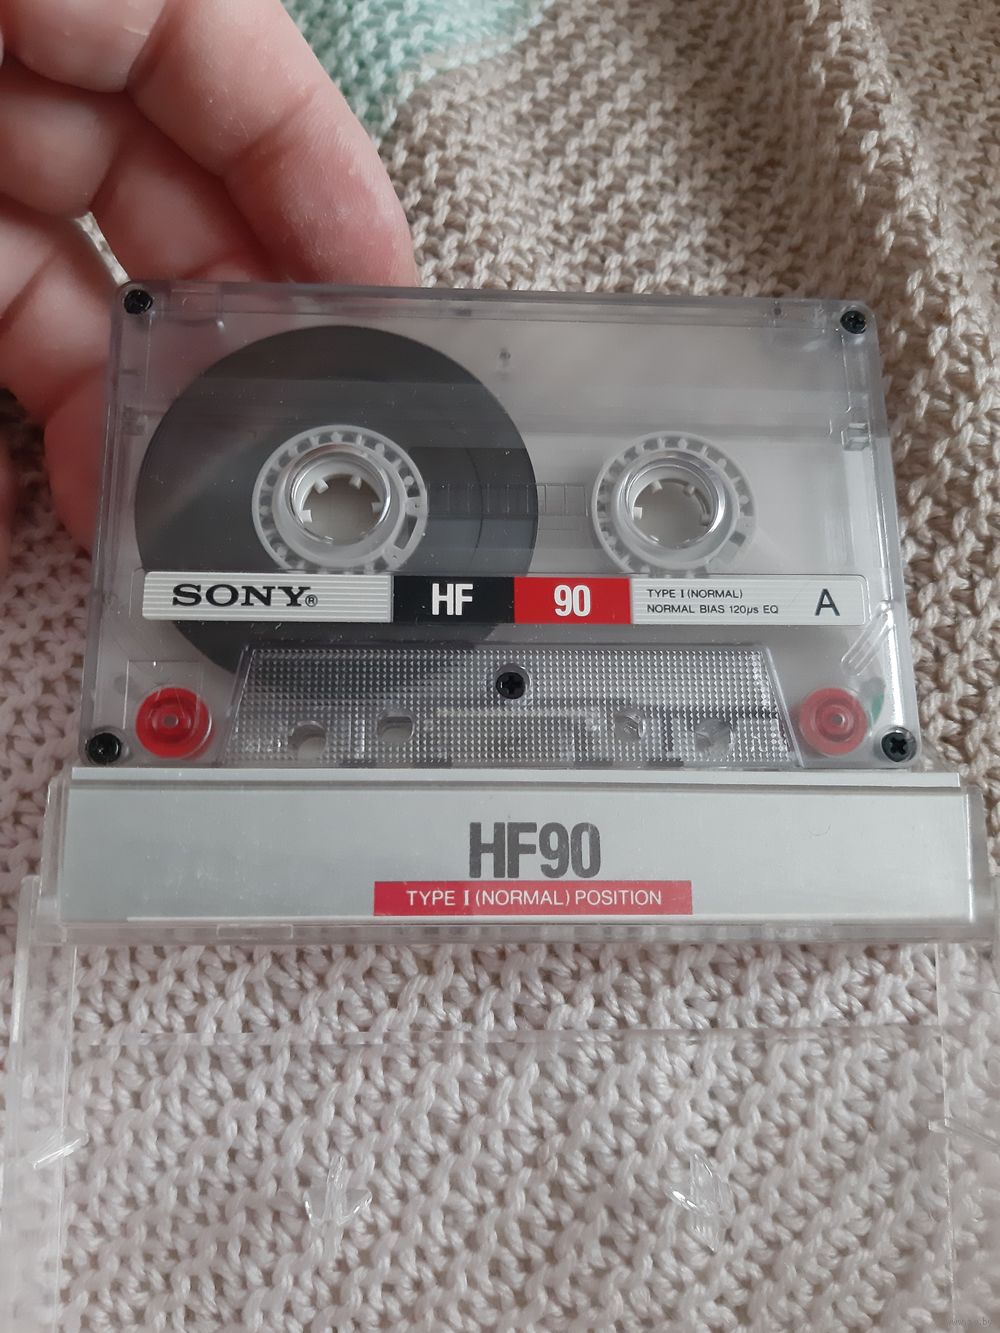 SONY® HF 90 TYPE I (NORMAL)
NORMAL BIAS 120µs EQ
A
HF90
TYPE I (NORMAL) POSITION